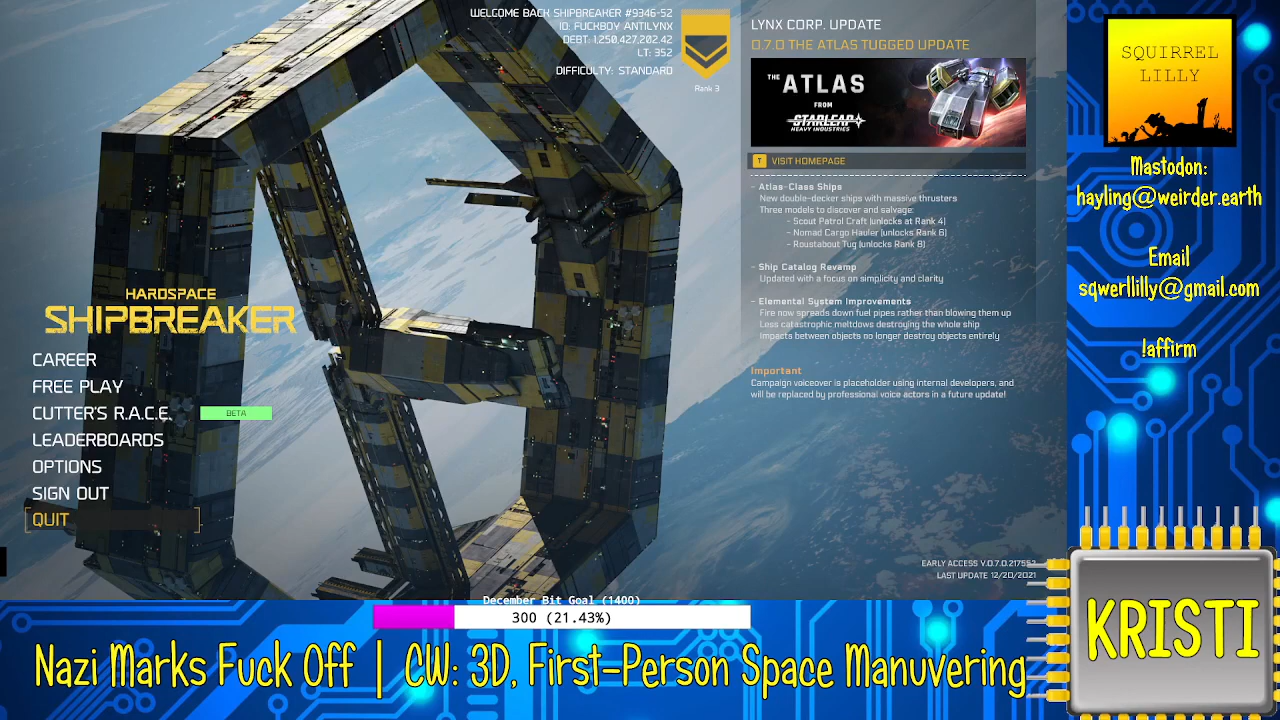 WELCOME BACK SHIPBREAKER #9346-52
ID: FUCKBOY ANTILYNX
DEBT: 1,250,427,202.42
LT: 352
DIFFICULTY: STANDARD
Rank 3
LYNX CORP. UPDATE
0.7.0 THE ATLAS TUGGED UPDATE
THE ATLAS
FROM
STARLEAP
HEAVY INDUSTRIES
T VISIT HOMEPAGE
- Atlas-Class Ships
New double-decker ships with massive thrusters
Three models to discover and salvage:
- Scout Patrol Craft (unlocks at Rank 4)
- Nomad Cargo Hauler (unlocks Rank 6)
- Roustabout Tug (unlocks Rank 8)
- Ship Catalog Revamp
Updated with a focus on simplicity and clarity
- Elemental System Improvements
Fire now spreads down fuel pipes rather than blowing them up
Less catastrophic meltdows destroying the whole ship
Impacts between objects no longer destroy objects entirely
Important
Campaign voiceover is placeholder using internal developers, and
will be replaced by professional voice actors in a future update!
HARDSPACE
SHIPBREAKER
CAREER
FREE PLAY
CUTTER'S R.A.C.E. BETA
LEADERBOARDS
OPTIONS
SIGN OUT
QUIT
EARLY ACCESS V.0.7.0.217552
LAST UPDATE 12/20/2021
SQUIRREL
LILLY
Mastodon:
hayling@weirder.earth
Email
sqwerllilly@gmail.com
!affirm
KRISTI
December Bit Goal (1400)
300 (21.43%)
Nazi Marks Fuck Off | CW: 3D, First-Person Space Manuvering